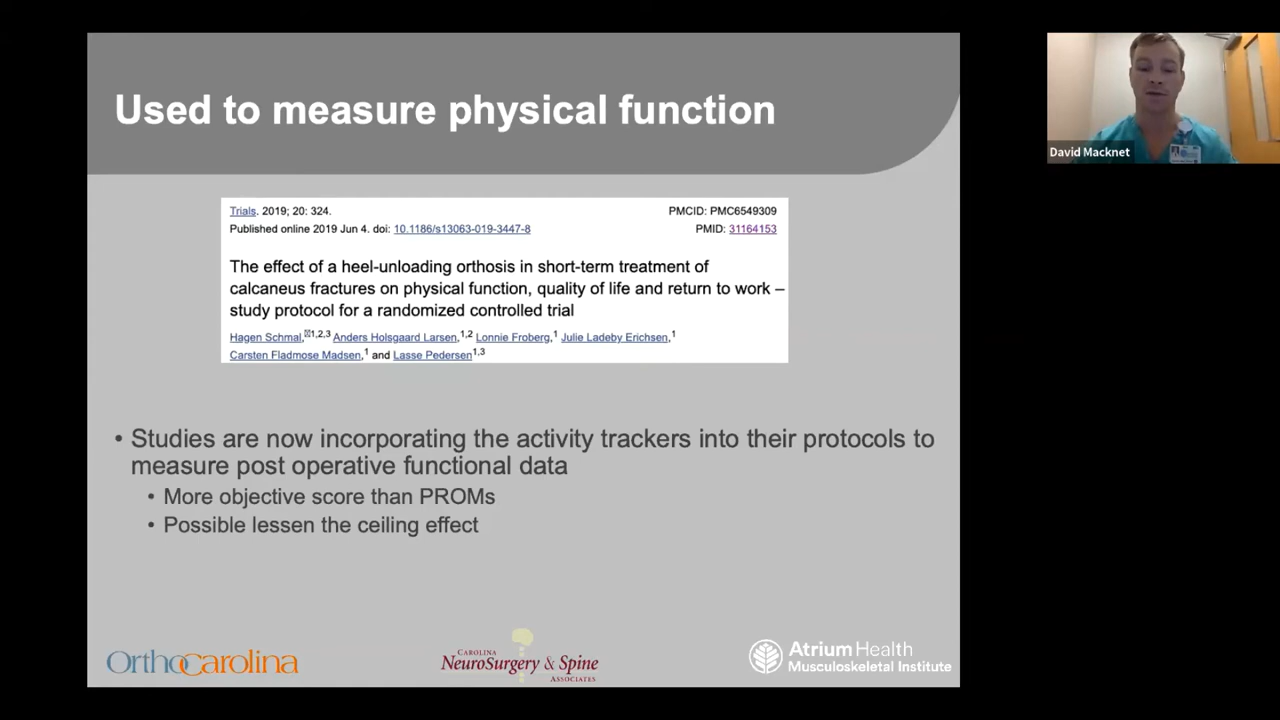 Used to measure physical function
Trials. 2019; 20: 324.
PMCID: PMC6549309
Published online 2019 Jun 4. doi: 10.1186/s13063-019-3447-8
PMID: 31164153
The effect of a heel-unloading orthosis in short-term treatment of
calcaneus fractures on physical function, quality of life and return to work –
study protocol for a randomized controlled trial
Hagen Schmal,✉1,2,3 Anders Holsgaard Larsen,1,2 Lonnie Froberg,1 Julie Ladeby Erichsen,1
Carsten Fladmose Madsen,1 and Lasse Pedersen1,3
• Studies are now incorporating the activity trackers into their protocols to
measure post operative functional data
• More objective score than PROMs
• Possible lessen the ceiling effect
OrthoCarolina
CAROLINA
NEUROSURGERY & SPINE
ASSOCIATES
Atrium Health
Musculoskeletal Institute
David Macknet